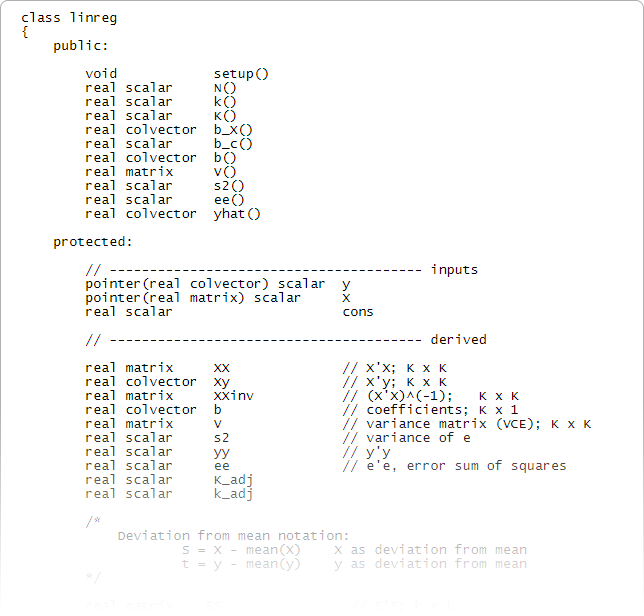 class linreg
{
    public:
        void            setup()
        real scalar     N()
        real scalar     k()
        real scalar     K()
        real colvector  b_X()
        real scalar     b_c()
        real colvector  b()
        real matrix     V()
        real scalar     s2()
        real scalar     ee()
        real colvector  yhat()
    protected:
        // --------------------------------------- inputs
        pointer(real colvector) scalar  y
        pointer(real matrix) scalar     X
        real scalar                     cons
        // --------------------------------------- derived
        real matrix     XX              // X'X; K x K
        real colvector  Xy              // X'y; K x K
        real matrix     XXinv           // (X'X)^(-1);   K x K
        real colvector  b               // coefficients; K x 1
        real matrix     V               // variance matrix (VCE); K x K
        real scalar     s2              // variance of e
        real scalar     yy              // y'y
        real scalar     ee              // e'e, error sum of squares
        real scalar     K_adj
        real scalar     k_adj
        /*
            Deviation from mean notation:
                    S = X - mean(X)    X as deviation from mean
                    t = y - mean(y)    y as deviation from mean
        */